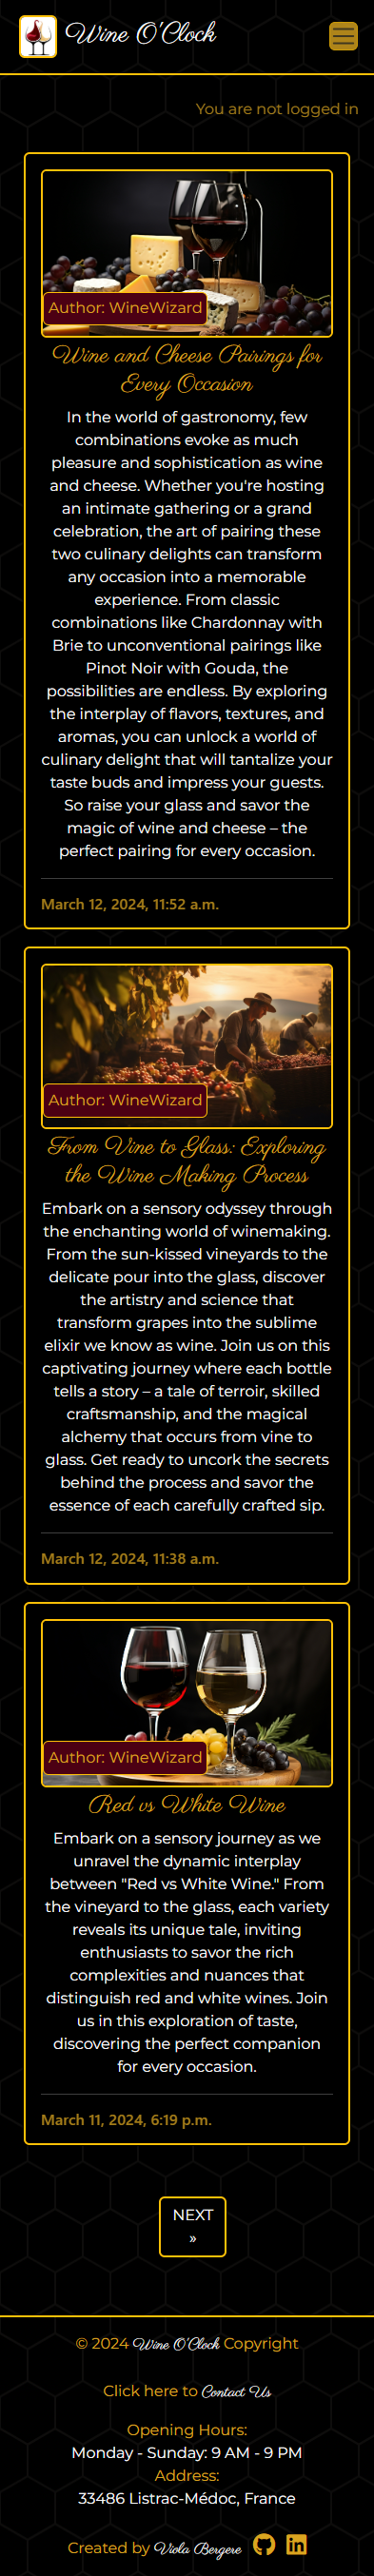 Wine O'Clock
You are not logged in
Author: WineWizard
Wine and Cheese Pairings for
Every Occasion
In the world of gastronomy, few
combinations evoke as much
pleasure and sophistication as wine
and cheese. Whether you're hosting
an intimate gathering or a grand
celebration, the art of pairing these
two culinary delights can transform
any occasion into a memorable
experience. From classic
combinations like Chardonnay with
Brie to unconventional pairings like
Pinot Noir with Gouda, the
possibilities are endless. By exploring
the interplay of flavors, textures, and
aromas, you can unlock a world of
culinary delight that will tantalize your
taste buds and impress your guests.
So raise your glass and savor the
magic of wine and cheese – the
perfect pairing for every occasion.
March 12, 2024, 11:52 a.m.
Author: WineWizard
From Vine to Glass: Exploring
the Wine Making Process
Embark on a sensory odyssey through
the enchanting world of winemaking.
From the sun-kissed vineyards to the
delicate pour into the glass, discover
the artistry and science that
transform grapes into the sublime
elixir we know as wine. Join us on this
captivating journey where each bottle
tells a story – a tale of terroir, skilled
craftsmanship, and the magical
alchemy that occurs from vine to
glass. Get ready to uncork the secrets
behind the process and savor the
essence of each carefully crafted sip.
March 12, 2024, 11:38 a.m.
Author: WineWizard
Red vs White Wine
Embark on a sensory journey as we
unravel the dynamic interplay
between "Red vs White Wine." From
the vineyard to the glass, each variety
reveals its unique tale, inviting
enthusiasts to savor the rich
complexities and nuances that
distinguish red and white wines. Join
us in this exploration of taste,
discovering the perfect companion
for every occasion.
March 11, 2024, 6:19 p.m.
NEXT
»
© 2024 Wine O'Clock Copyright
Click here to Contact Us
Opening Hours:
Monday - Sunday: 9 AM - 9 PM
Address:
33486 Listrac-Médoc, France
Created by Viola Bergere